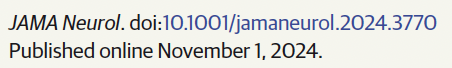 JAMA Neurol. doi:10.1001/jamaneurol.2024.3770
Published online November 1, 2024.